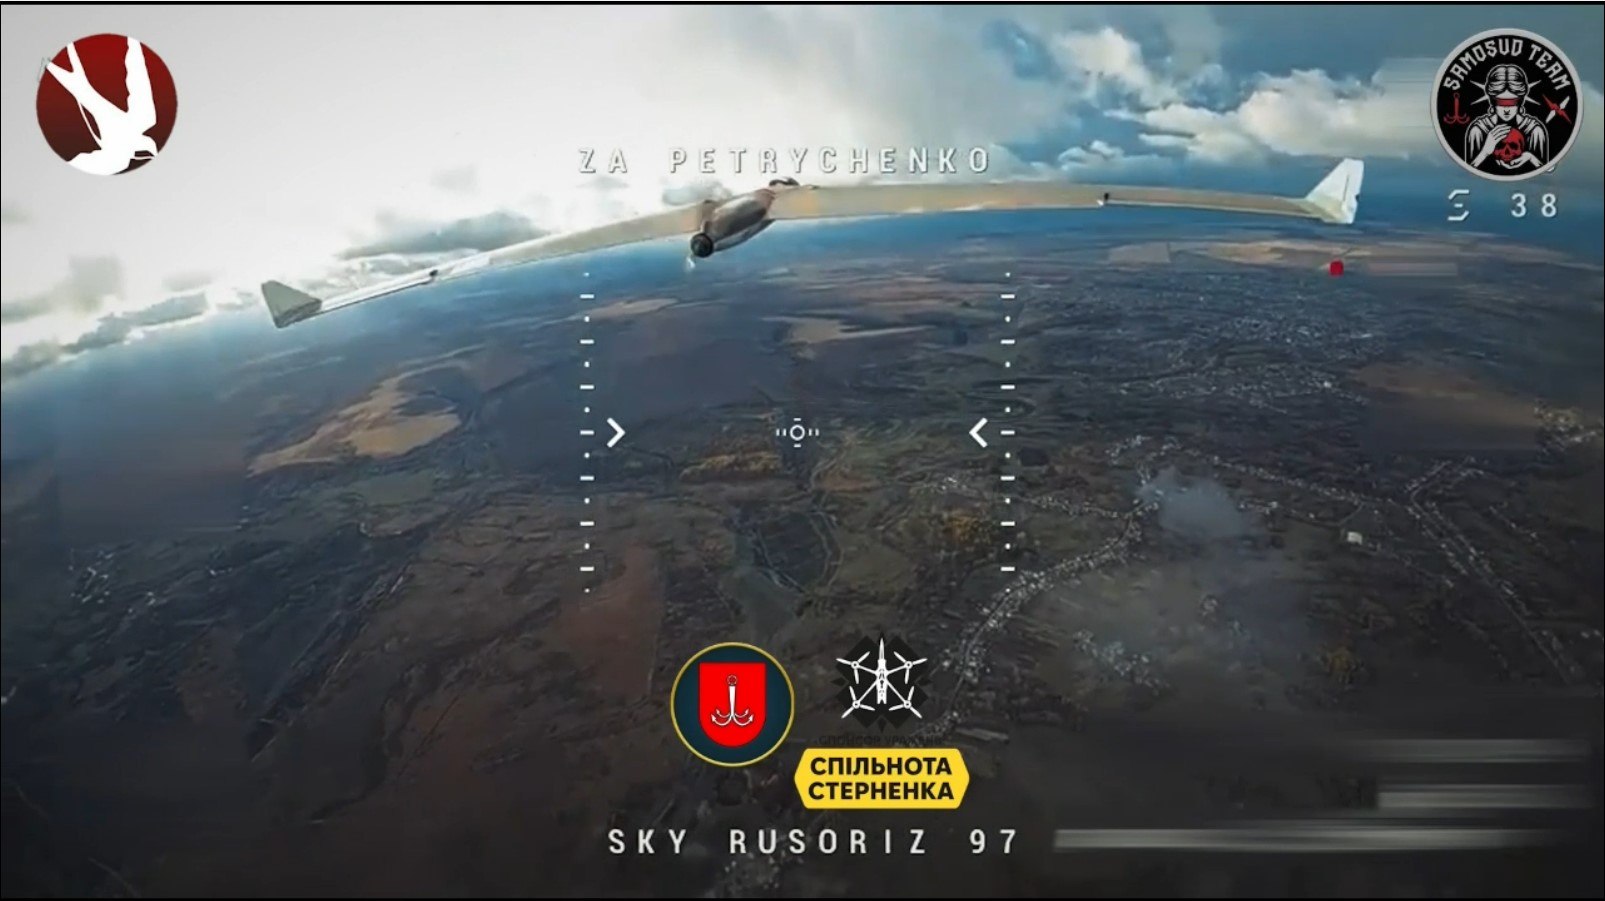 SAMOSUD TEAM
ZA PETRYCHENKO
38
СПІЛЬНОТА
СТЕРНЕНКА
SKY RUSORIZ 97